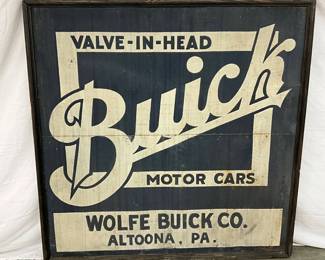 VALVE-IN-HEAD
Buick
MOTOR CARS
WOLFE BUICK CO.
ALTOONA, PA.